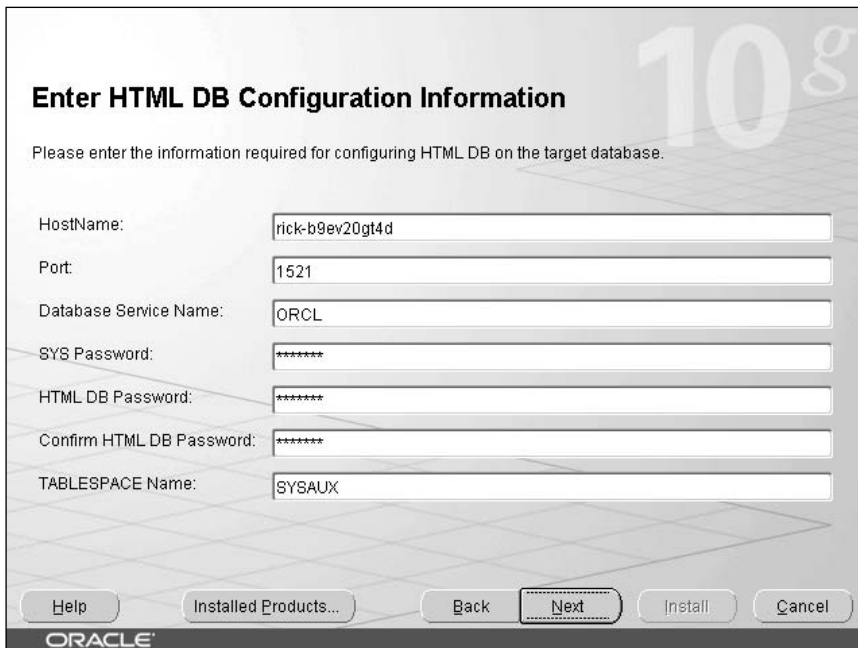 10g
Enter HTML DB Configuration Information
Please enter the information required for configuring HTML DB on the target database.
HostName: rick-b9ev20gt4d
Port: 1521
Database Service Name: ORCL
SYS Password: *******
HTML DB Password: *******
Confirm HTML DB Password: *******
TABLESPACE Name: SYSAUX
Help Installed Products... Back Next Install Cancel
ORACLE